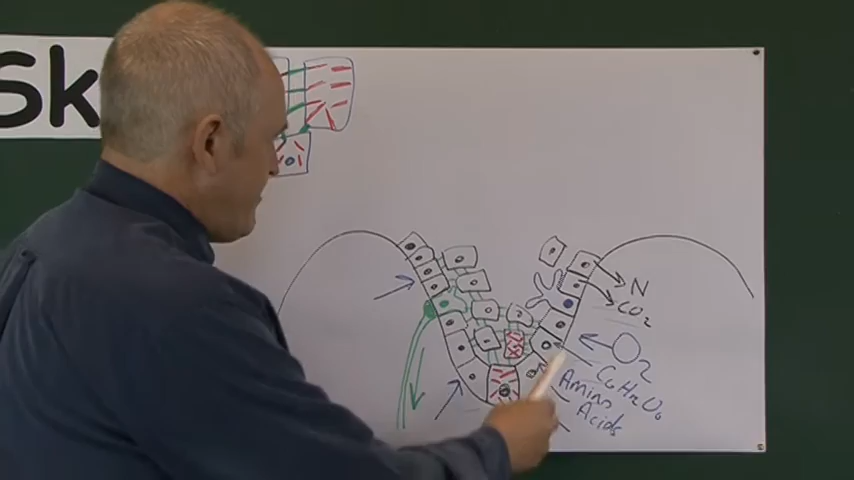 Sk
N
CO2
O2
C6H12O6
Amino
Acids